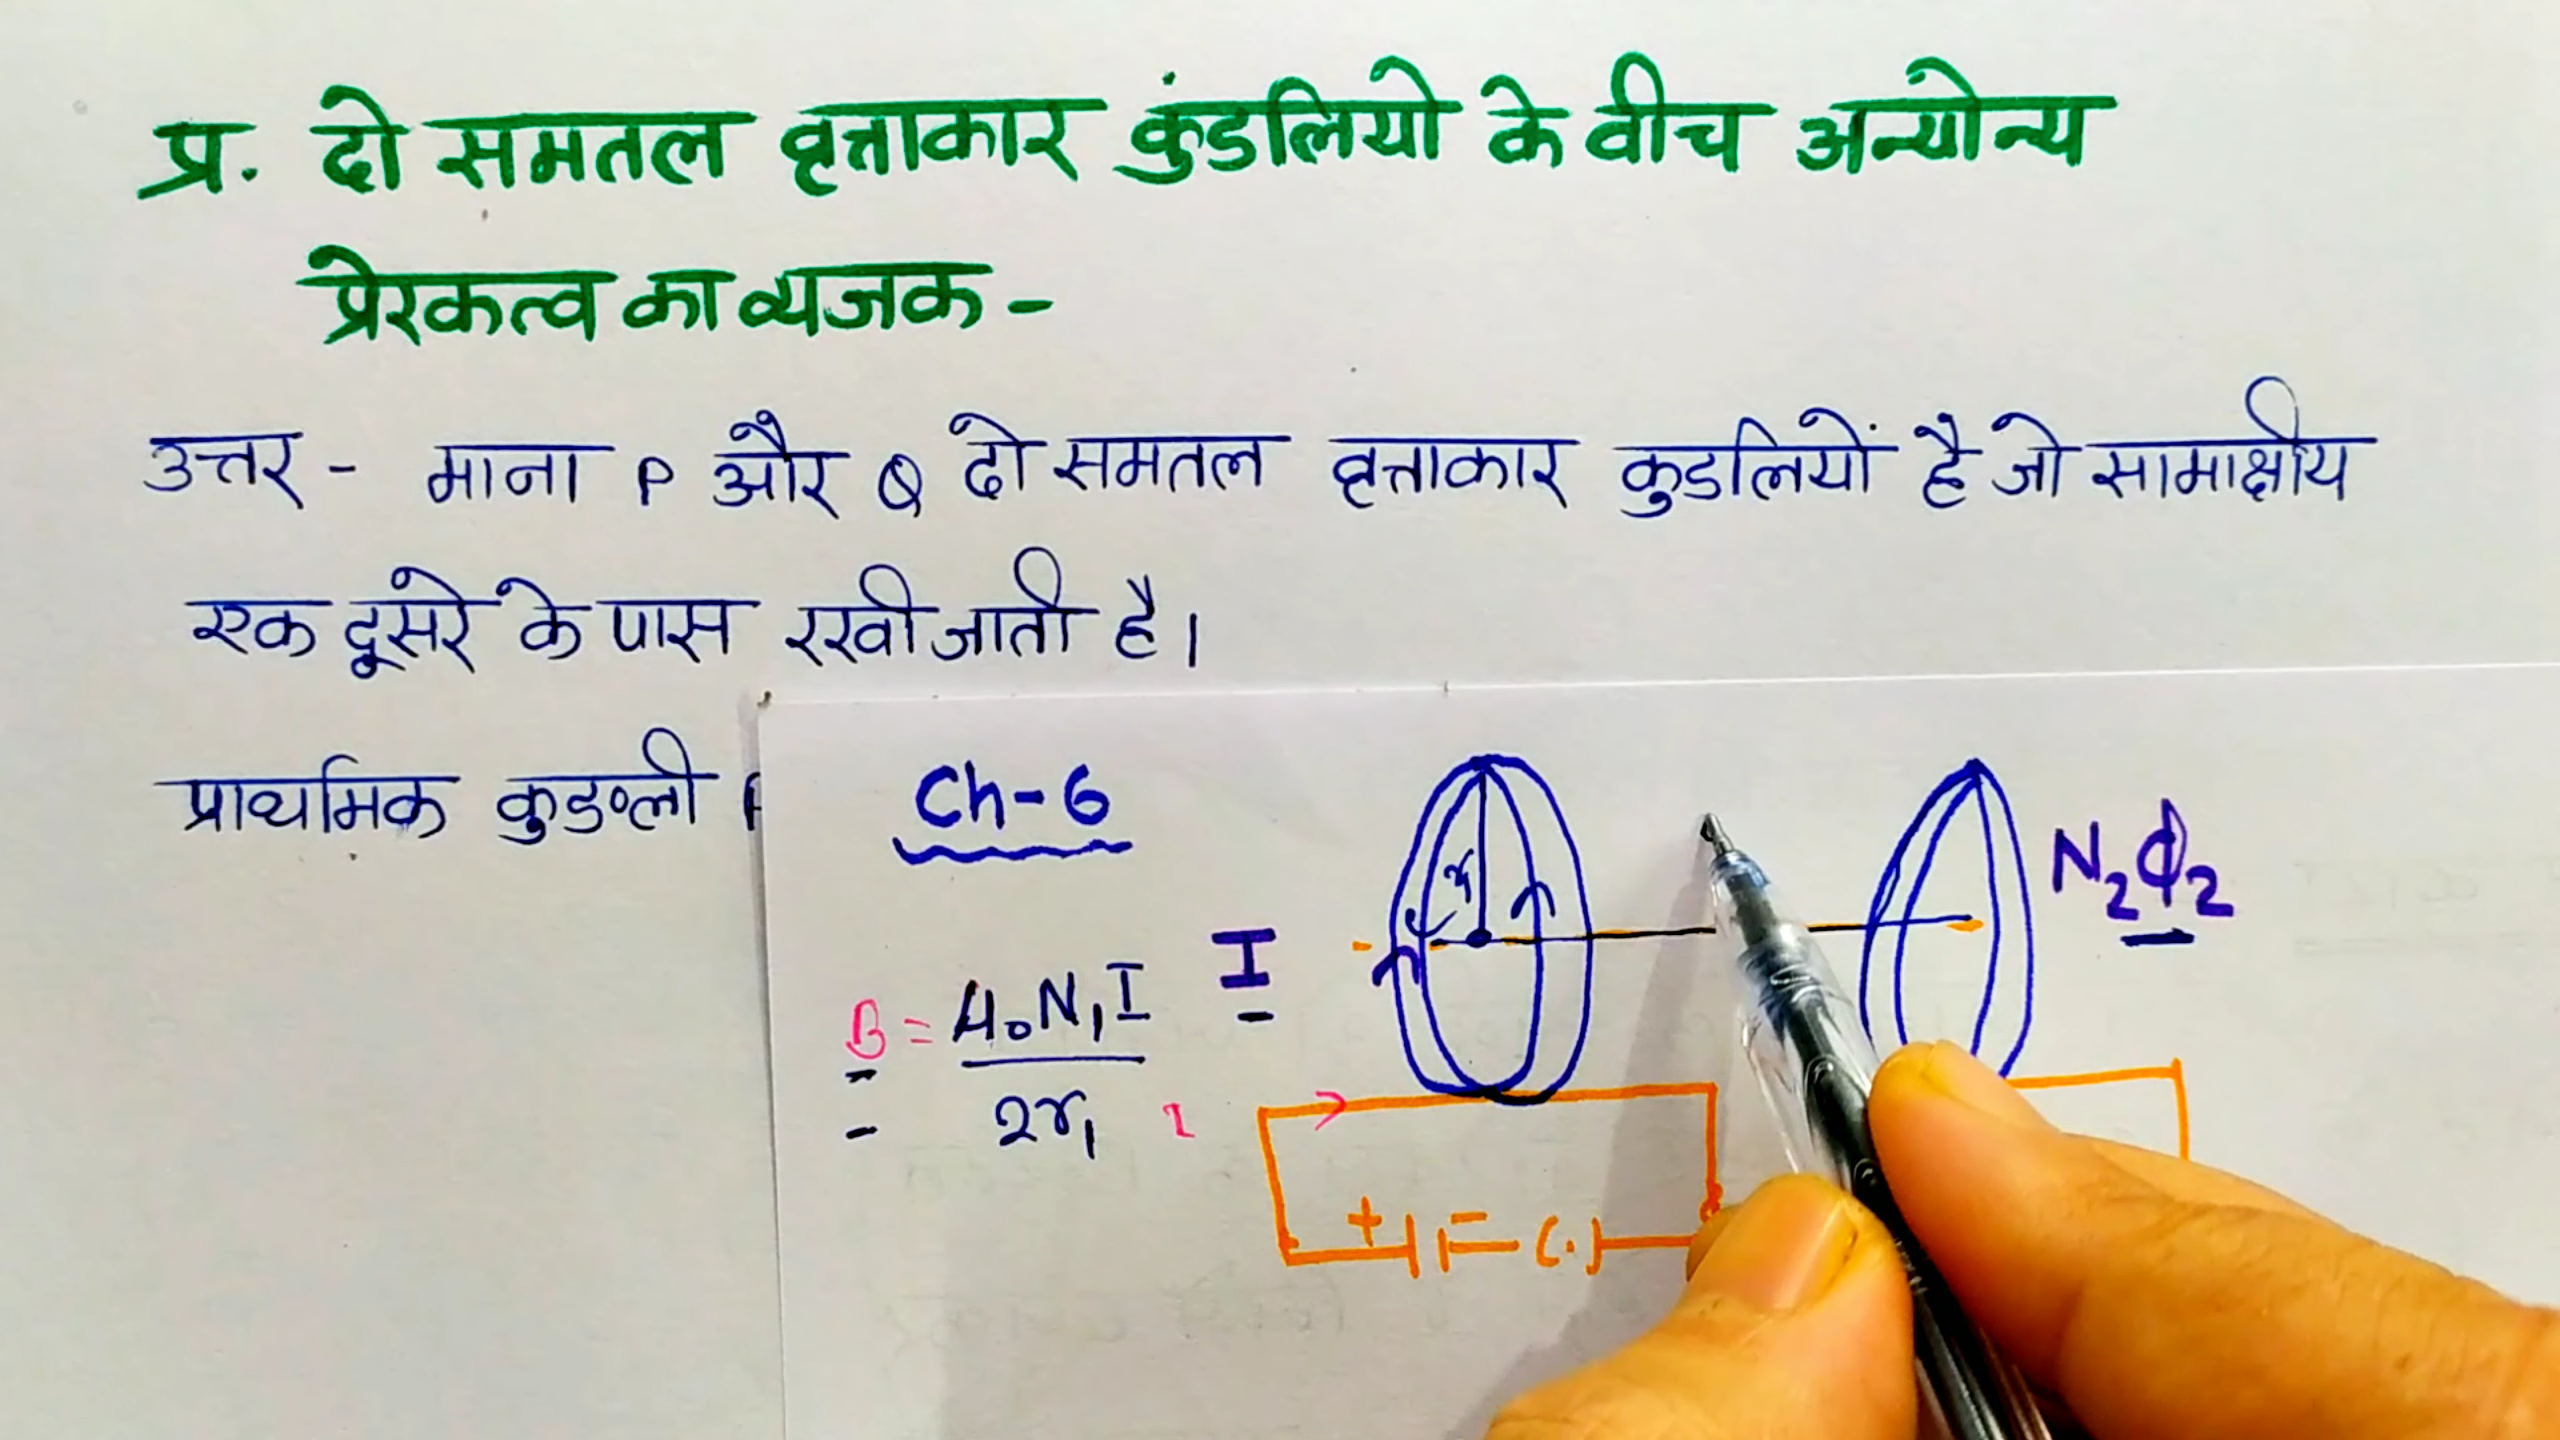 प्र. दो समतल वृत्ताकार कुंडलियो के वीच अन्योन्य
प्रेरकत्व का व्यजक -
उत्तर - माना P और Q दो समतल वृत्ताकार कुडलियों है जो सामाक्षीय
एक दूसरे के पास रखी जाती है।
प्राथमिक कुडण्ली
Ch-6
r
N₂Φ₂
I
B = μ₀N₁I
2r₁
I
+ - (.)